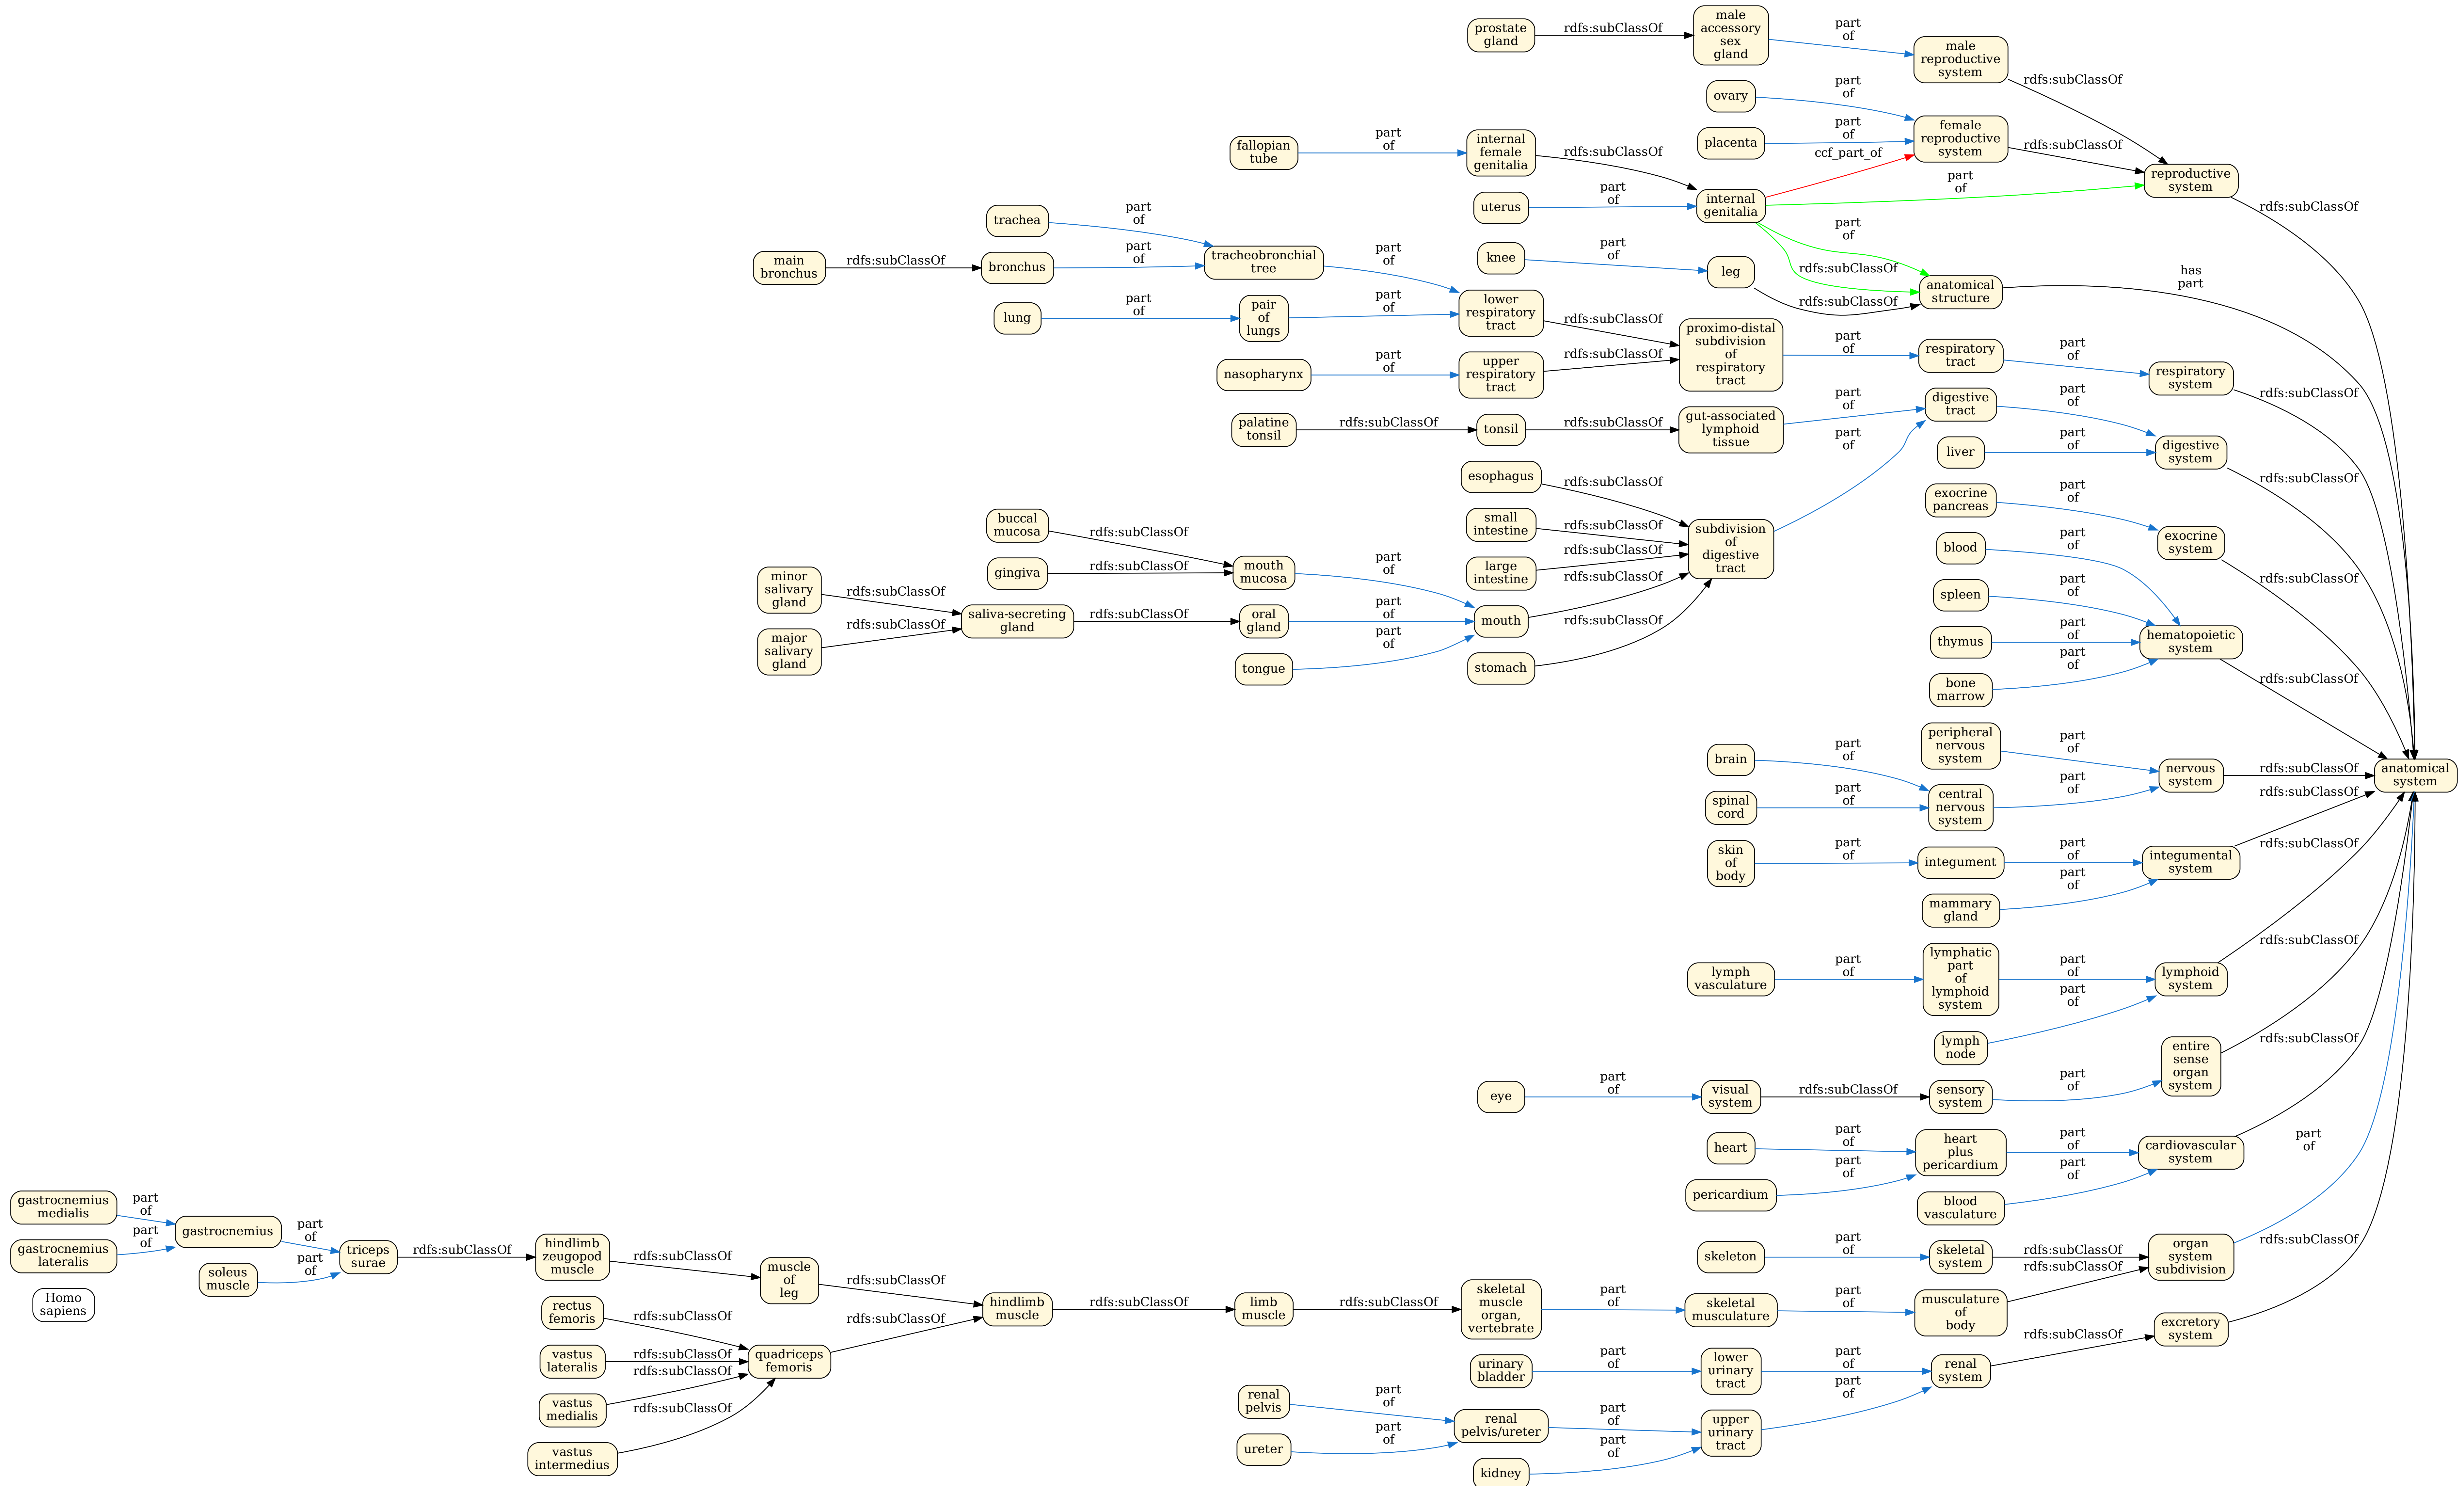 prostate
gland
rdfs:subClassOf
male
accessory
sex
gland
part
of
male
reproductive
system
rdfs:subClassOf
ovary
part
of
placenta
part
of
female
reproductive
system
rdfs:subClassOf
ccf_part_of
fallopian
tube
part
of
internal
female
genitalia
rdfs:subClassOf
uterus
part
of
internal
genitalia
part
of
reproductive
system
rdfs:subClassOf
part
of
rdfs:subClassOf
trachea
part
of
main
bronchus
rdfs:subClassOf
bronchus
part
of
tracheobronchial
tree
part
of
knee
part
of
leg
rdfs:subClassOf
anatomical
structure
has
part
lung
part
of
pair
of
lungs
part
of
lower
respiratory
tract
rdfs:subClassOf
nasopharynx
part
of
upper
respiratory
tract
rdfs:subClassOf
proximo-distal
subdivision
of
respiratory
tract
part
of
respiratory
tract
part
of
respiratory
system
rdfs:subClassOf
palatine
tonsil
rdfs:subClassOf
tonsil
rdfs:subClassOf
gut-associated
lymphoid
tissue
part
of
digestive
tract
part
of
part
of
liver
part
of
digestive
system
rdfs:subClassOf
esophagus
rdfs:subClassOf
small
intestine
rdfs:subClassOf
large
intestine
rdfs:subClassOf
rdfs:subClassOf
subdivision
of
digestive
tract
exocrine
pancreas
part
of
exocrine
system
rdfs:subClassOf
buccal
mucosa
rdfs:subClassOf
gingiva
rdfs:subClassOf
mouth
mucosa
part
of
minor
salivary
gland
rdfs:subClassOf
major
salivary
gland
rdfs:subClassOf
saliva-secreting
gland
rdfs:subClassOf
oral
gland
part
of
mouth
tongue
part
of
stomach
rdfs:subClassOf
blood
part
of
spleen
part
of
thymus
part
of
bone
marrow
part
of
hematopoietic
system
rdfs:subClassOf
brain
part
of
spinal
cord
part
of
peripheral
nervous
system
part
of
central
nervous
system
part
of
nervous
system
rdfs:subClassOf
anatomical
system
skin
of
body
part
of
integument
part
of
mammary
gland
part
of
integumental
system
rdfs:subClassOf
lymph
vasculature
part
of
lymphatic
part
of
lymphoid
system
part
of
lymph
node
part
of
lymphoid
system
rdfs:subClassOf
eye
part
of
visual
system
rdfs:subClassOf
sensory
system
part
of
entire
sense
organ
system
rdfs:subClassOf
heart
part
of
pericardium
part
of
heart
plus
pericardium
part
of
blood
vasculature
part
of
cardiovascular
system
rdfs:subClassOf
gastrocnemius
medialis
part
of
gastrocnemius
lateralis
part
of
gastrocnemius
part
of
soleus
muscle
part
of
triceps
surae
rdfs:subClassOf
hindlimb
zeugopod
muscle
rdfs:subClassOf
muscle
of
leg
rdfs:subClassOf
Homo
sapiens
rectus
femoris
rdfs:subClassOf
vastus
lateralis
rdfs:subClassOf
vastus
medialis
rdfs:subClassOf
vastus
intermedius
rdfs:subClassOf
quadriceps
femoris
rdfs:subClassOf
hindlimb
muscle
rdfs:subClassOf
limb
muscle
rdfs:subClassOf
skeletal
muscle
organ,
vertebrate
part
of
skeletal
musculature
part
of
musculature
of
body
rdfs:subClassOf
skeleton
part
of
skeletal
system
rdfs:subClassOf
organ
system
subdivision
part
of
urinary
bladder
part
of
lower
urinary
tract
part
of
renal
pelvis
part
of
ureter
part
of
renal
pelvis/ureter
part
of
kidney
part
of
upper
urinary
tract
part
of
renal
system
rdfs:subClassOf
excretory
system
rdfs:subClassOf